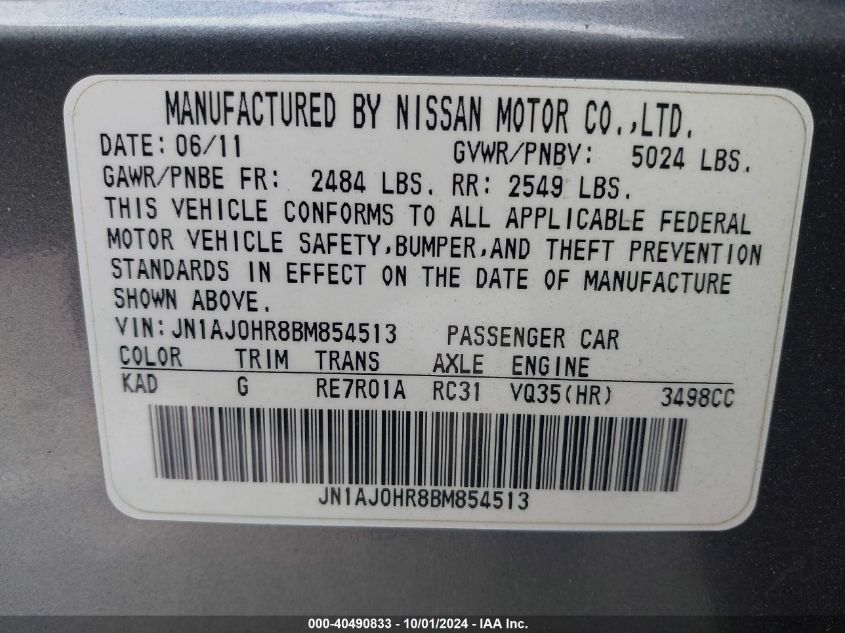 MANUFACTURED BY NISSAN MOTOR CO.,LTD.
DATE: 06/11 GVWR/PNBV: 5024 LBS.
GAWR/PNBE FR: 2484 LBS. RR: 2549 LBS.
THIS VEHICLE CONFORMS TO ALL APPLICABLE FEDERAL
MOTOR VEHICLE SAFETY,BUMPER,AND THEFT PREVENTION
STANDARDS IN EFFECT ON THE DATE OF MANUFACTURE
SHOWN ABOVE.
VIN: JN1AJ0HR8BM854513 PASSENGER CAR
COLOR TRIM TRANS AXLE ENGINE
KAD G RE7R01A RC31 VQ35(HR) 3498CC
JN1AJ0HR8BM854513
000-40490833 - 10/01/2024 - IAA Inc.